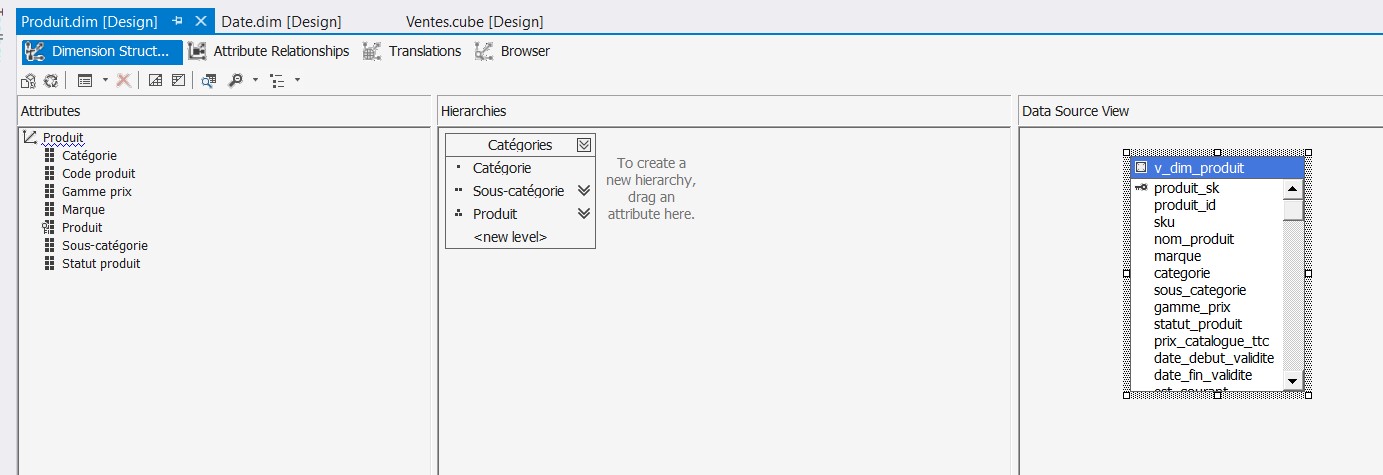 Produit.dim [Design]
Date.dim [Design]
Ventes.cube [Design]
Dimension Struct...
Attribute Relationships
Translations
Browser
Attributes
Produit
Catégorie
Code produit
Gamme prix
Marque
Produit
Sous-catégorie
Statut produit
Hierarchies
Catégories
Catégorie
Sous-catégorie
Produit
<new level>
To create a
new hierarchy,
drag an
attribute here.
Data Source View
v_dim_produit
produit_sk
produit_id
sku
nom_produit
marque
categorie
sous_categorie
gamme_prix
statut_produit
prix_catalogue_ttc
date_debut_validite
date_fin_validite